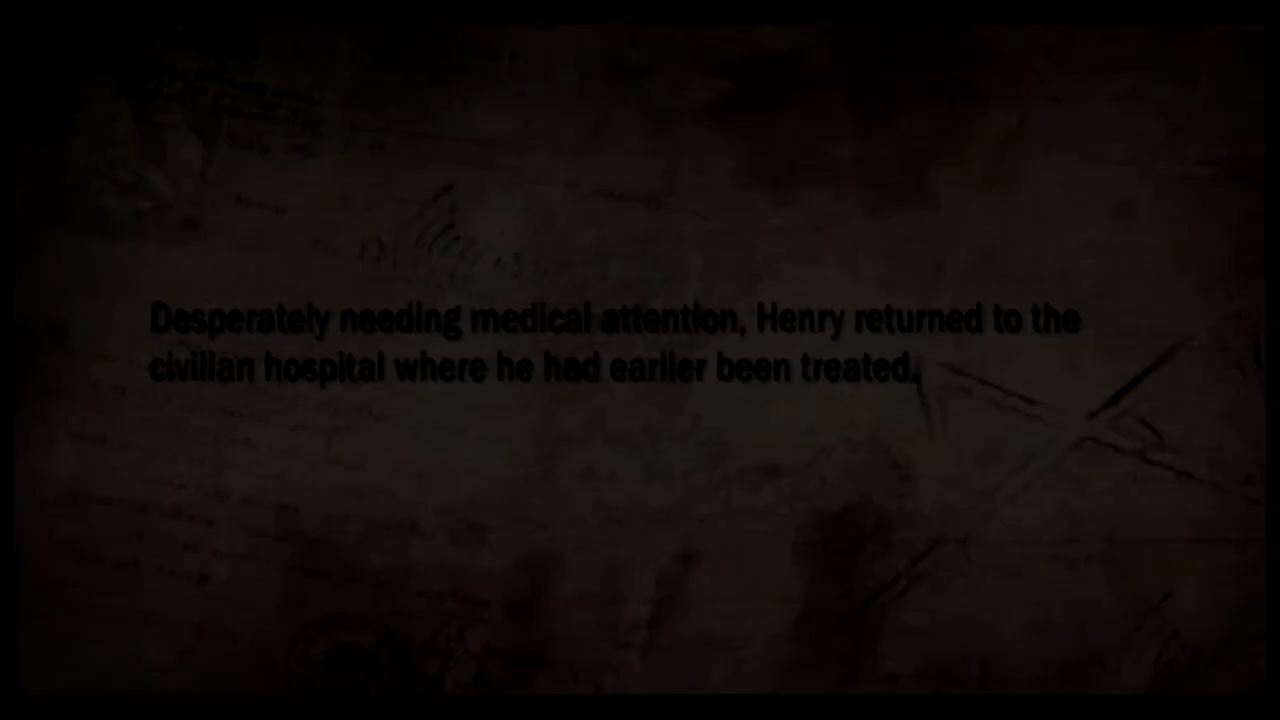 Desperately needing medical attention, Henry returned to the
civilian hospital where he had earlier been treated.